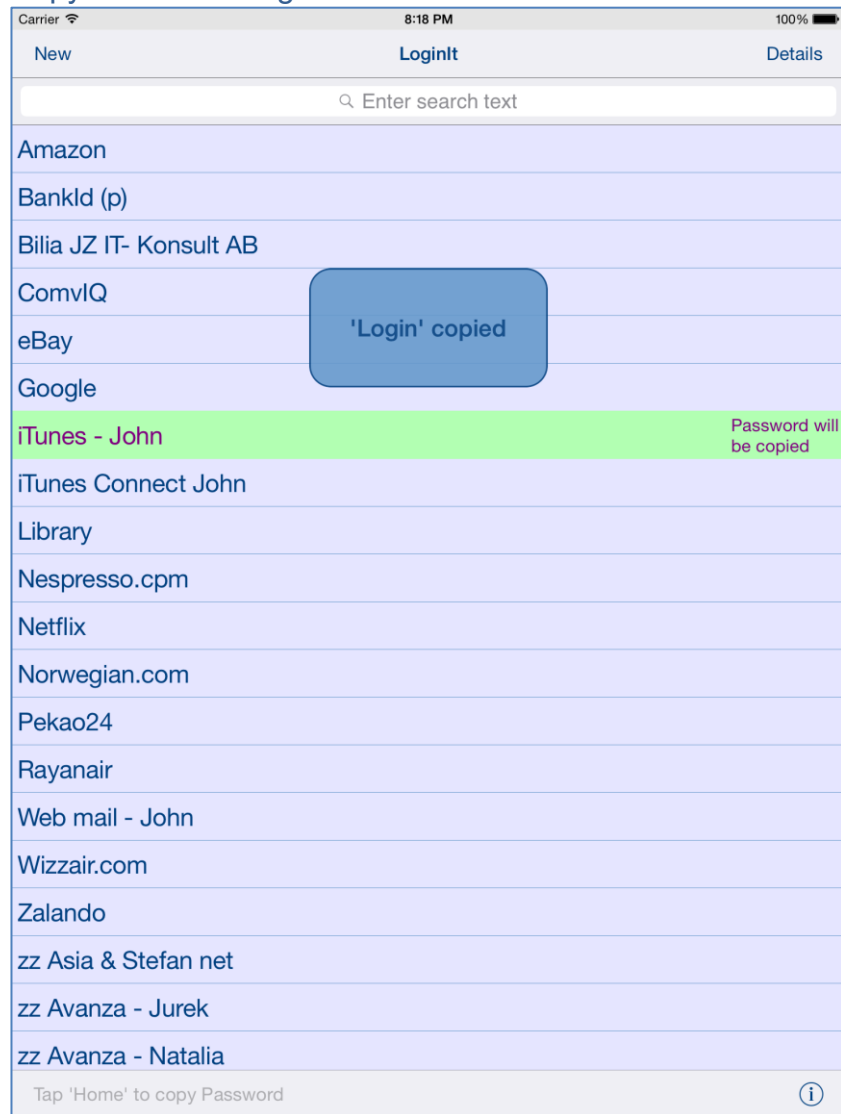 Carrier
8:18 PM
100%
New
LoginIt
Details
Enter search text
Amazon
BankId (p)
Bilia JZ IT- Konsult AB
ComvIQ
eBay
'Login' copied
Google
iTunes - John
Password will
be copied
iTunes Connect John
Library
Nespresso.cpm
Netflix
Norwegian.com
Pekao24
Rayanair
Web mail - John
Wizzair.com
Zalando
zz Asia & Stefan net
zz Avanza - Jurek
zz Avanza - Natalia
Tap 'Home' to copy Password